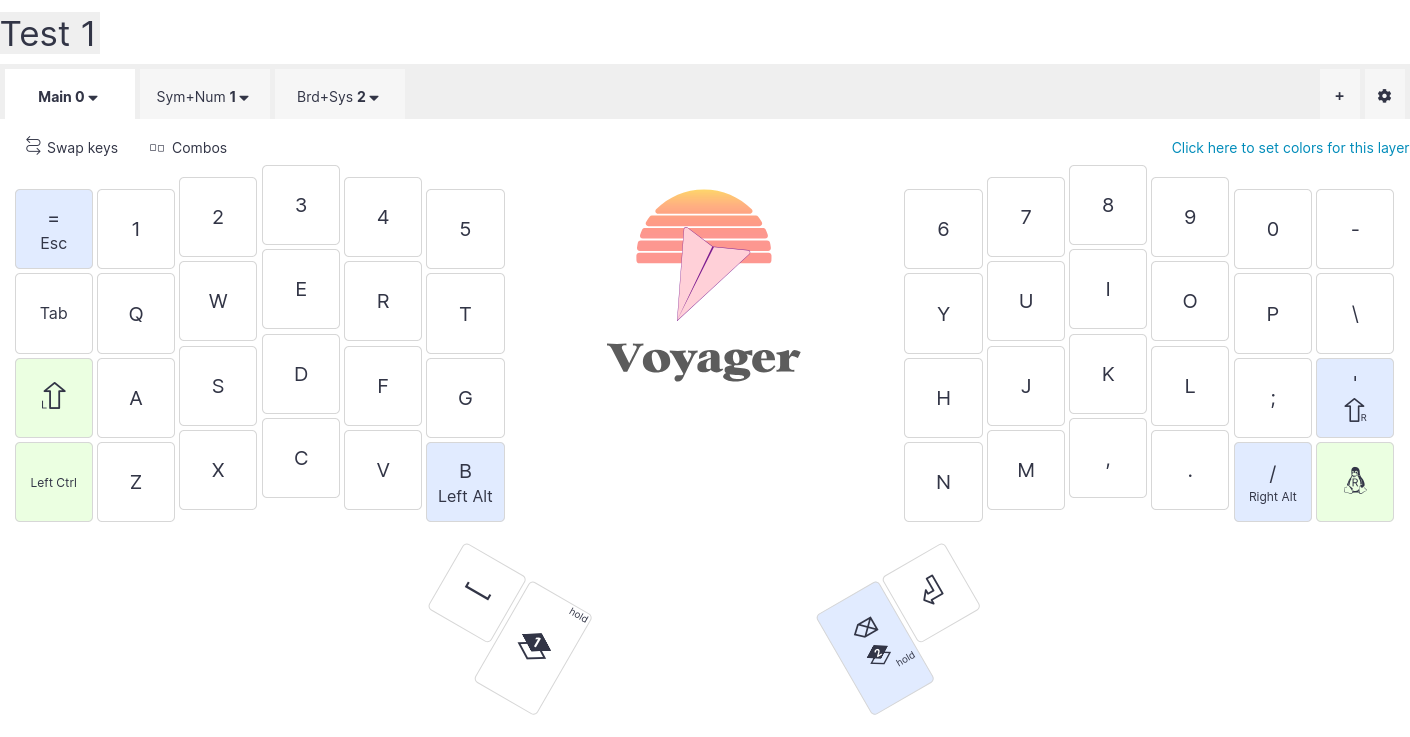 Test 1
Main 0 Sym+Num 1 Brd+Sys 2 +
Swap keys Combos Click here to set colors for this layer
= 1 2 3 4 5 6 7 8 9 0 -
Esc
Tab Q W E R T Y U I O P \
L A S D F G H J K L ; '
R
Left Ctrl Z X C V B N M , . / R
Left Alt Right Alt
Voyager
hold
1
2 hold